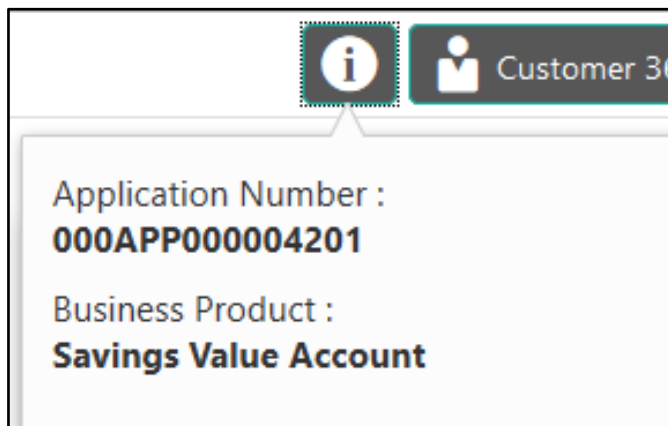 Customer 36
Application Number :
000APP000004201
Business Product :
Savings Value Account